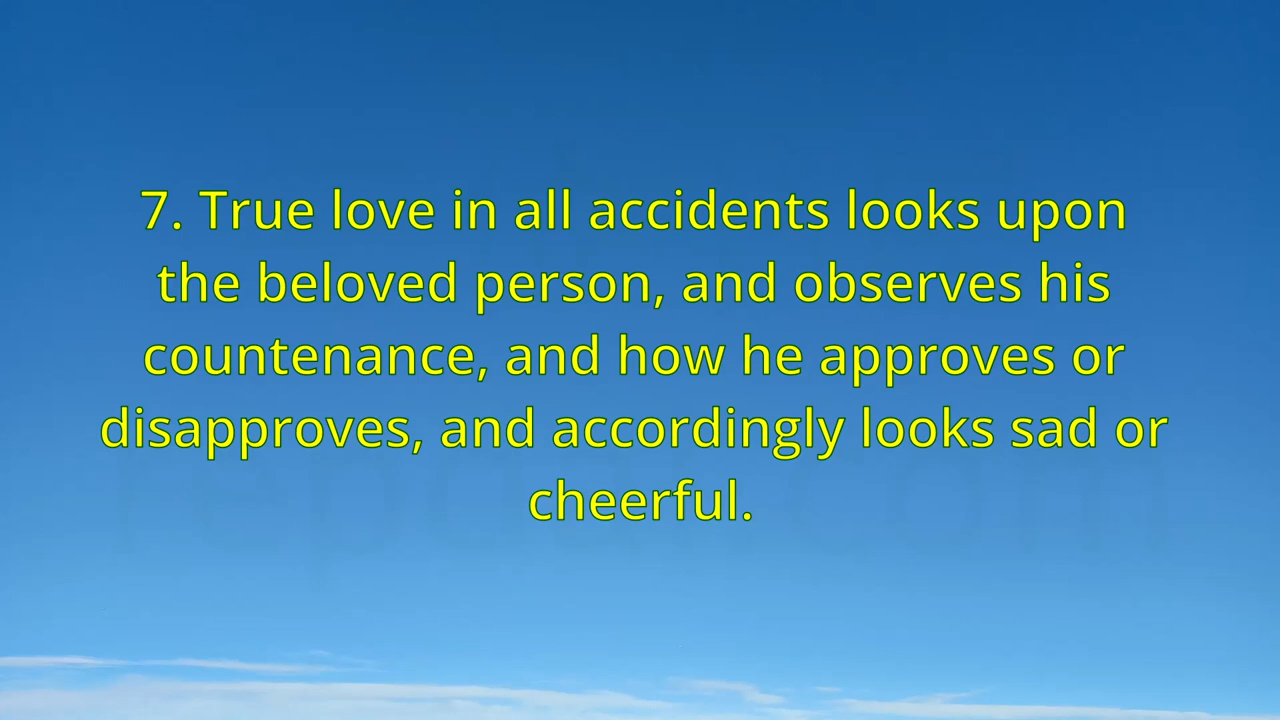 7. True love in all accidents looks upon
the beloved person, and observes his
countenance, and how he approves or
disapproves, and accordingly looks sad or
cheerful.